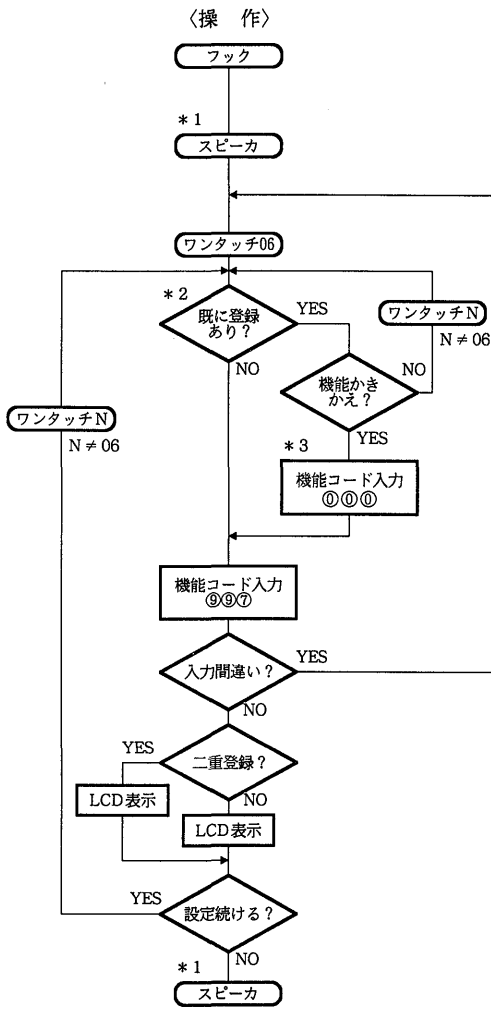 〈操　作〉
フック
＊1
スピーカ
ワンタッチ06
＊2
既に登録
あり？
YES
NO
ワンタッチN
N≠06
機能かき
かえ？
NO
YES
＊3
機能コード入力
⓪⓪⓪
ワンタッチN
N≠06
機能コード入力
⑨⑨⑦
入力間違い？
YES
NO
二重登録？
YES
NO
LCD表示
LCD表示
設定続ける？
YES
NO
＊1
スピーカ